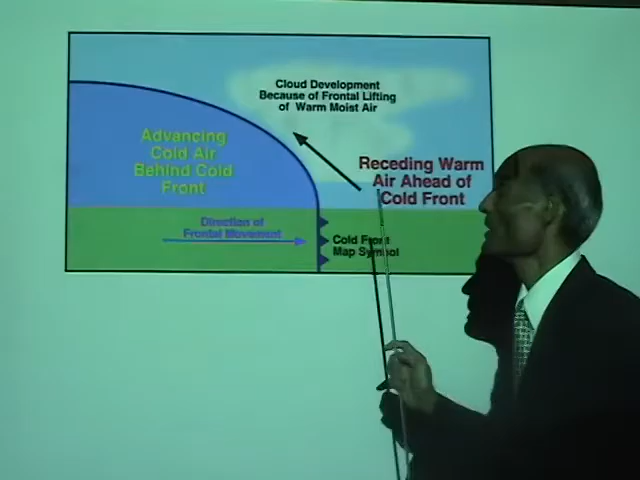 Cloud Development
Because of Frontal Lifting
of Warm Moist Air
Advancing
Cold Air
Behind Cold
Front
Receding Warm
Air Ahead of
Cold Front
Direction of
Frontal Movement
Cold Front
Map Symbol